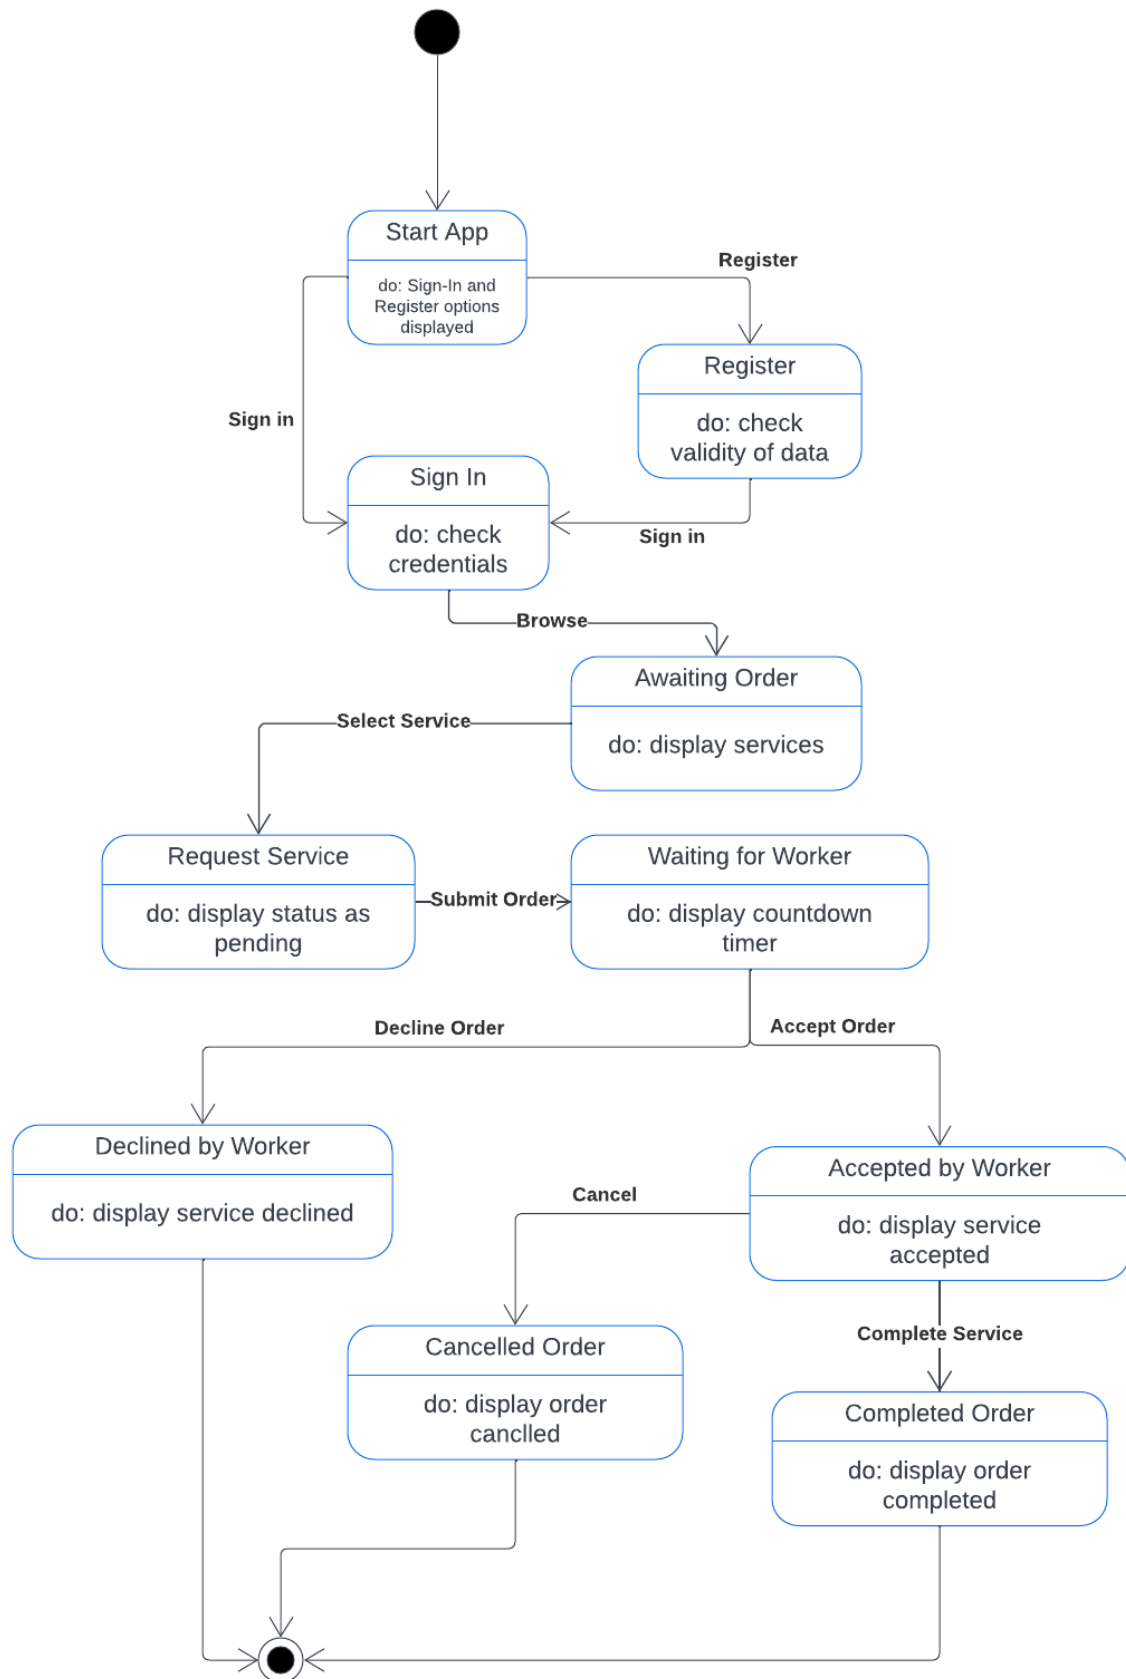 Start App
do: Sign-In and
Register options
displayed
Register
Register
do: check
validity of data
Sign in
Sign In
do: check
credentials
Sign in
Browse
Awaiting Order
do: display services
Select Service
Request Service
do: display status as
pending
Submit Order
Waiting for Worker
do: display countdown
timer
Decline Order
Accept Order
Declined by Worker
do: display service declined
Accepted by Worker
do: display service
accepted
Cancel
Cancelled Order
do: display order
canclled
Complete Service
Completed Order
do: display order
completed